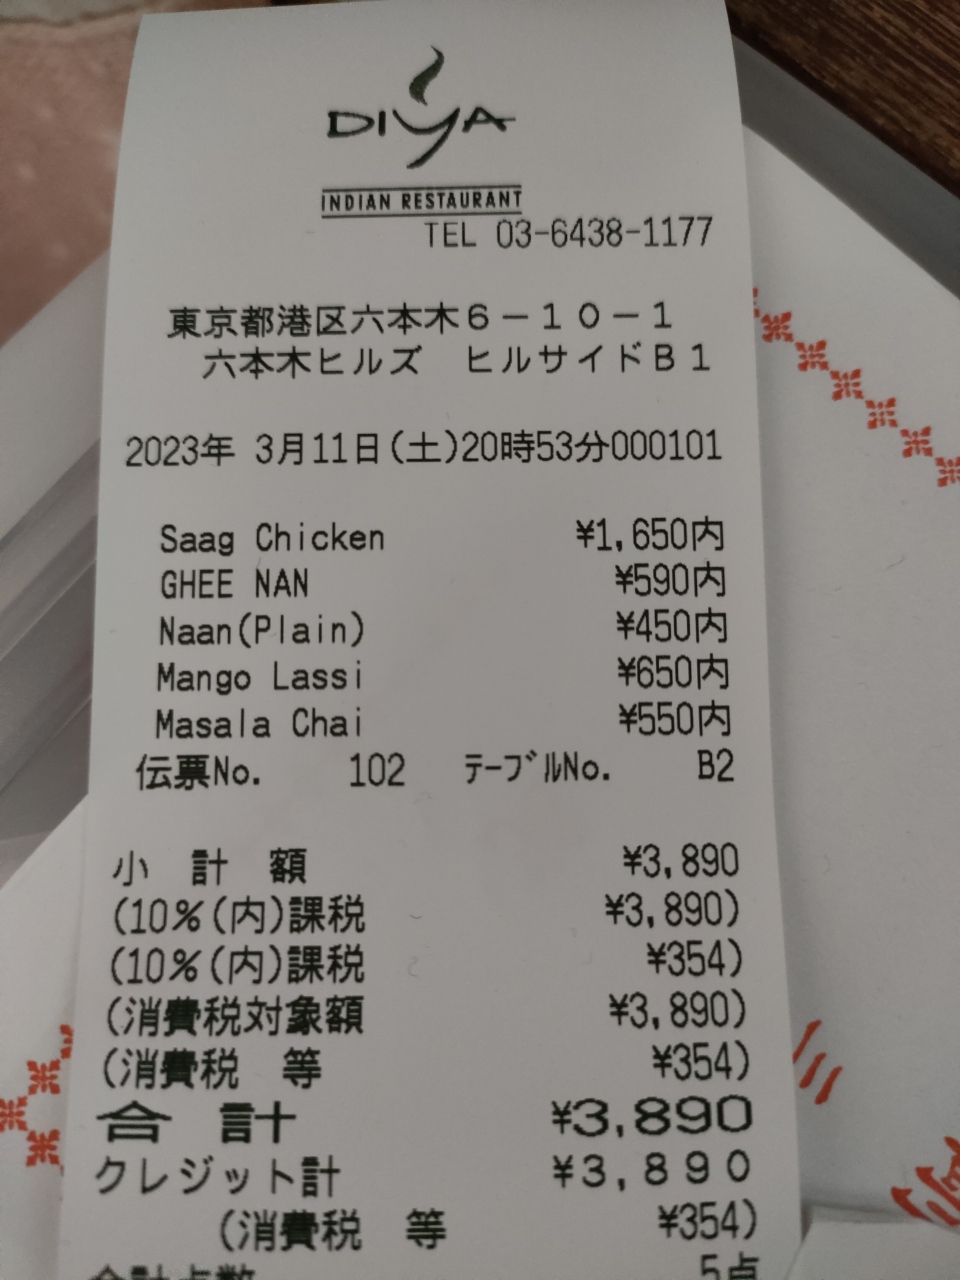 DIYA
INDIAN RESTAURANT
TEL 03-6438-1177
東京都港区六本木6-10-1
六本木ヒルズ ヒルサイドB1
2023年 3月11日(土)20時53分000101
Saag Chicken ¥1,650内
GHEE NAN ¥590内
Naan(Plain) ¥450内
Mango Lassi ¥650内
Masala Chai ¥550内
伝票No. 102 テーブルNo. B2
小 計 額 ¥3,890
(10%(内)課税 ¥3,890)
(10%(内)課税 ¥354)
(消費税対象額 ¥3,890)
(消費税 等 ¥354)
合 計 ¥3,890
クレジット計 ¥3,890
(消費税 等 ¥354)
合計点数 5点